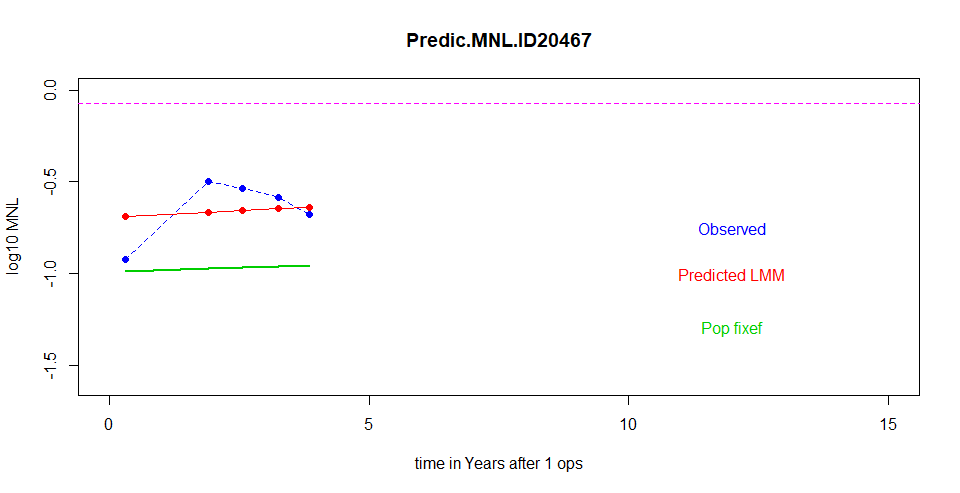 Predic.MNL.ID20467
0.0
-0.5
-1.0
-1.5
log10 MNL
Observed
Predicted LMM
Pop fixef
0 5 10 15
time in Years after 1 ops